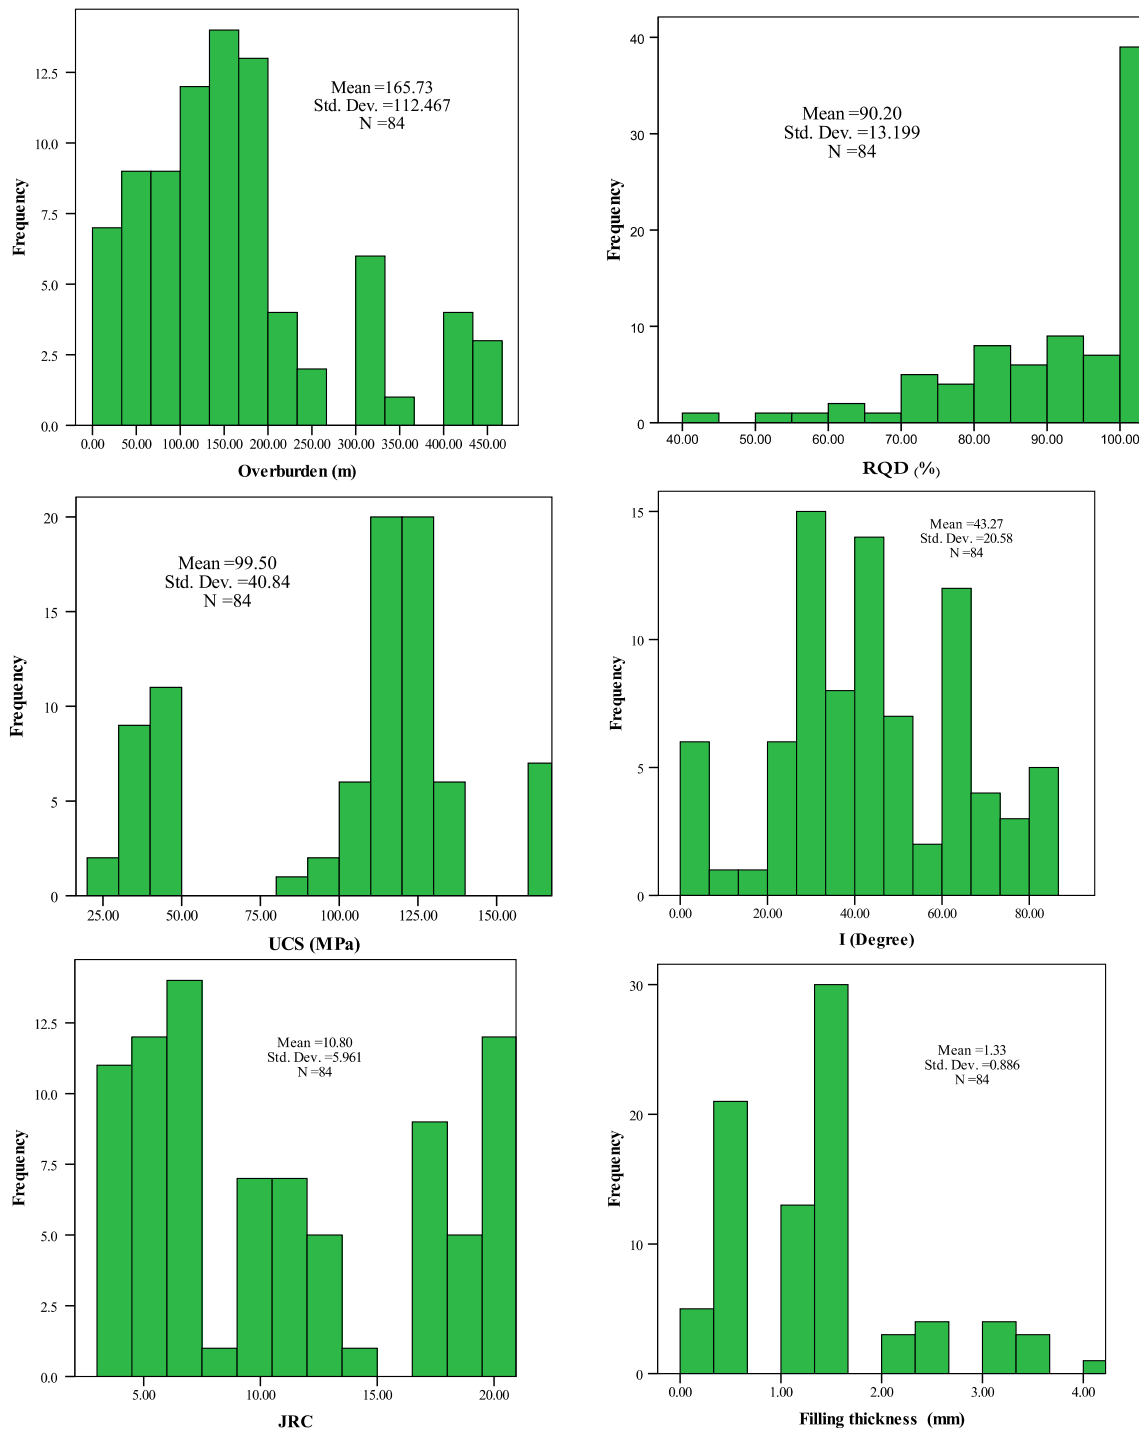 Mean =165.73
Std. Dev. =112.467
N =84
Frequency
12.5
10.0
7.5
5.0
2.5
0.0
0.00 50.00 100.00 150.00 200.00 250.00 300.00 350.00 400.00 450.00
Overburden (m)
Mean =90.20
Std. Dev. =13.199
N =84
Frequency
40
30
20
10
0
40.00 50.00 60.00 70.00 80.00 90.00 100.00
RQD (%)
Mean =99.50
Std. Dev. =40.84
N =84
Frequency
20
15
10
5
0
25.00 50.00 75.00 100.00 125.00 150.00
UCS (MPa)
Mean =43.27
Std. Dev. =20.58
N =84
Frequency
15
10
5
0
0.00 20.00 40.00 60.00 80.00
I (Degree)
Mean =10.80
Std. Dev. =5.961
N =84
Frequency
12.5
10.0
7.5
5.0
2.5
0.0
5.00 10.00 15.00 20.00
JRC
Mean =1.33
Std. Dev. =0.886
N =84
Frequency
30
20
10
0
0.00 1.00 2.00 3.00 4.00
Filling thickness (mm)